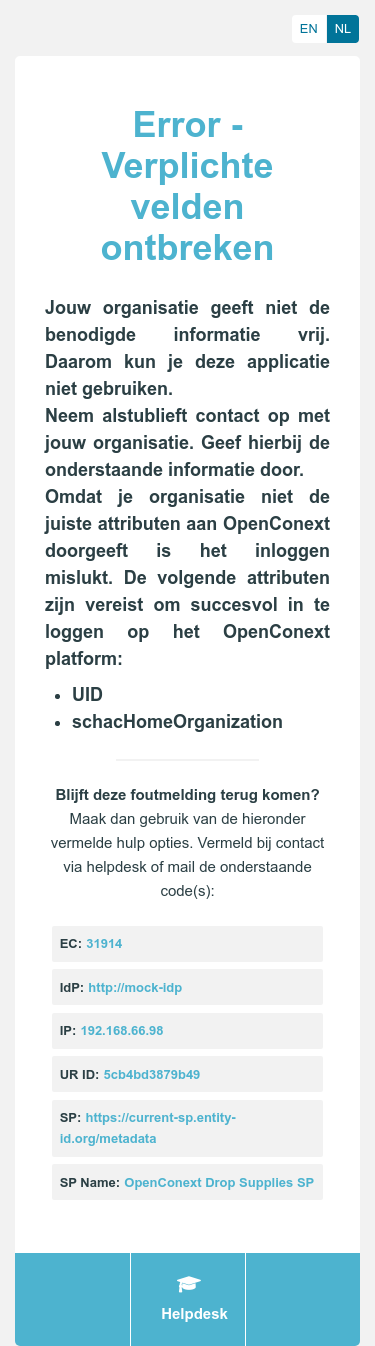 EN NL
Error -
Verplichte
velden
ontbreken
Jouw organisatie geeft niet de
benodigde informatie vrij.
Daarom kun je deze applicatie
niet gebruiken.
Neem alstublieft contact op met
jouw organisatie. Geef hierbij de
onderstaande informatie door.
Omdat je organisatie niet de
juiste attributen aan OpenConext
doorgeeft is het inloggen
mislukt. De volgende attributen
zijn vereist om succesvol in te
loggen op het OpenConext
platform:
• UID
• schacHomeOrganization
Blijft deze foutmelding terug komen?
Maak dan gebruik van de hieronder
vermelde hulp opties. Vermeld bij contact
via helpdesk of mail de onderstaande
code(s):
EC: 31914
IdP: http://mock-idp
IP: 192.168.66.98
UR ID: 5cb4bd3879b49
SP: https://current-sp.entity-
id.org/metadata
SP Name: OpenConext Drop Supplies SP
Helpdesk